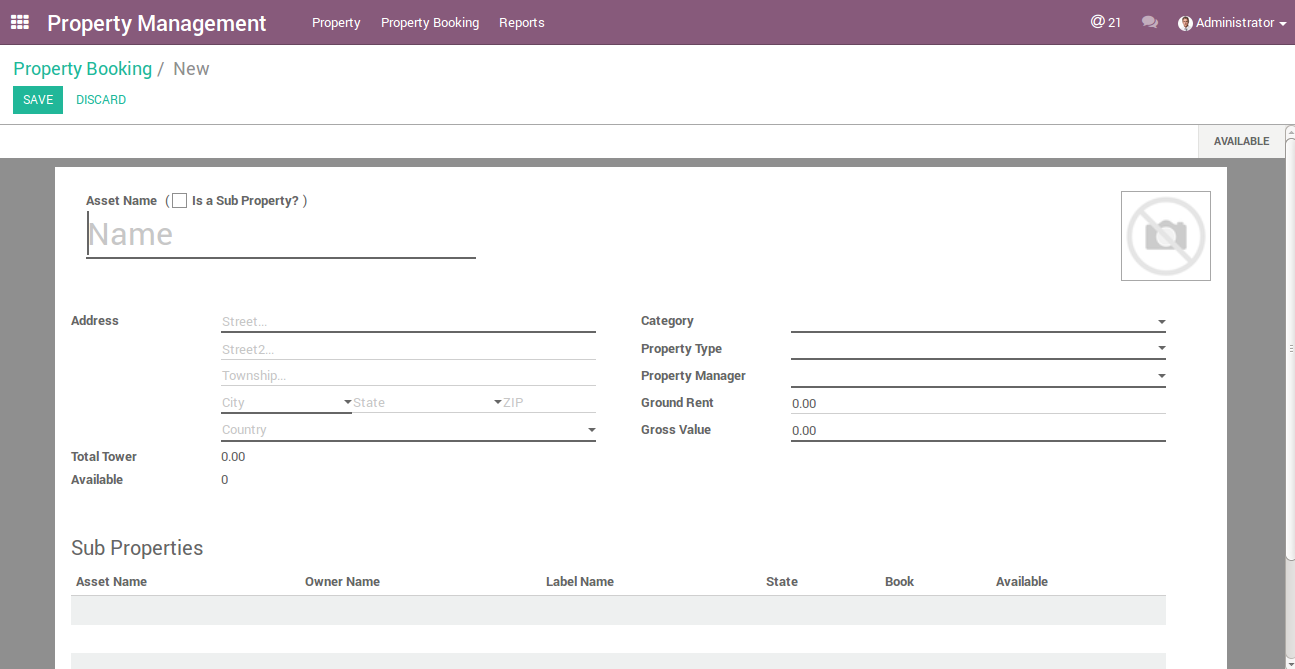 Property Management Property Property Booking Reports @ 21 Administrator
Property Booking / New
SAVE DISCARD
AVAILABLE
Asset Name ( Is a Sub Property? )
Name
Address Street... Category
Street2... Property Type
Township... Property Manager
City State ZIP Ground Rent 0.00
Country Gross Value 0.00
Total Tower 0.00
Available 0
Sub Properties
Asset Name Owner Name Label Name State Book Available